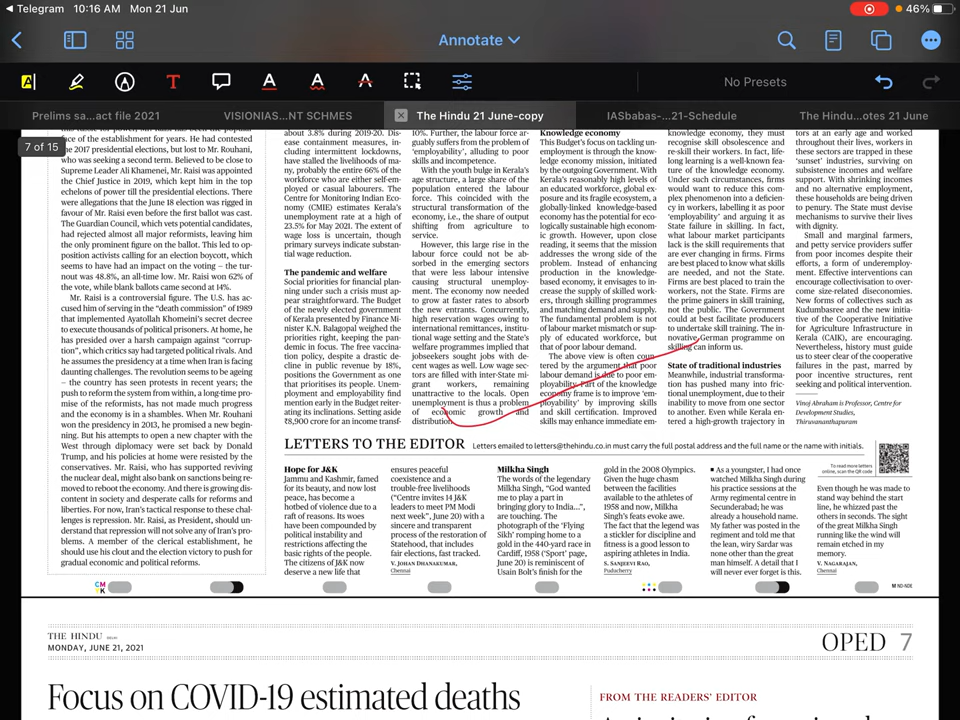 Telegram 10:16 AM Mon 21 Jun 46%
Annotate
No Presets
Prelims sa...act file 2021 VISIONIAS...NT SCHMES The Hindu 21 June-copy IASbabas-...21-Schedule The Hindu...otes 21 June
7 of 15
face of the establishment for years. He had contested
the 2017 presidential elections, but lost to Mr. Rouhani,
who was seeking a second term. Believed to be close to
Supreme Leader Ali Khamenei, Mr. Raisi was appointed
the Chief Justice in 2019, which kept him in the top
echelons of power till the presidential elections. There
were allegations that the June 18 election was rigged in
favour of Mr. Raisi even before the first ballot was cast.
The Guardian Council, which vets potential candidates,
had rejected almost all major reformists, leaving him
the only prominent figure on the ballot. This led to op-
position activists calling for an election boycott, which
seems to have had an impact on the voting – the tur-
nout was 48.8%, an all-time low. Mr. Raisi won 62% of
the vote, while blank ballots came second at 14%.
Mr. Raisi is a controversial figure. The U.S. has ac-
cused him of serving in the “death commission” of 1989
that implemented Ayatollah Khomeini’s secret decree
to execute thousands of political prisoners. At home, he
has presided over a harsh campaign against “corrup-
tion”, which critics say had targeted political rivals. And
he assumes the presidency at a time when Iran is facing
daunting challenges. The revolution seems to be ageing
– the country has seen protests in recent years; the
push to reform the system from within, a long-time pro-
mise of the reformists, has not made much progress
and the economy is in a shambles. When Mr. Rouhani
won the presidency in 2013, he promised a new begin-
ning. But his attempts to open a new chapter with the
West through diplomacy were set back by Donald
Trump, and his policies at home were resisted by the
conservatives. Mr. Raisi, who has supported reviving
the nuclear deal, might also bank on sanctions being re-
moved to reboot the economy. And there is growing dis-
content in society and desperate calls for reforms and
liberties. For now, Iran’s tactical response to these chal-
lenges is repression. Mr. Raisi, as President, should un-
derstand that repression will not solve any of Iran’s pro-
blems. A member of the clerical establishment, he
should use his clout and the election victory to push for
gradual economic and political reforms.
about 3.8% during 2019-20. Dis-
ease containment measures, in-
cluding intermittent lockdowns,
have stalled the livelihoods of ma-
ny, probably the entire 66% of the
workforce who are either self-em-
ployed or casual labourers. The
Centre for Monitoring Indian Eco-
nomy (CMIE) estimates Kerala’s
unemployment rate at a high of
23.5% for May 2021. The extent of
wage loss is uncertain, though
primary surveys indicate substan-
tial wage reduction.
The pandemic and welfare
Social priorities for financial plan-
ning under such a crisis must ap-
pear straightforward. The Budget
of the newly elected government
of Kerala presented by Finance Mi-
nister K.N. Balagopal weighed the
priorities right, keeping the pan-
demic in focus. The free vaccina-
tion policy, despite a drastic de-
cline in public revenue by 18%,
positions the Government as one
that prioritises its people. Unem-
ployment and employability find
mention early in the Budget reiter-
ating its inclinations. Setting aside
₹8,900 crore for an income transf-
10%. Further, the labour force ar-
guably suffers from the problem of
‘employability’, alluding to poor
skills and incompetence.
With the youth bulge in Kerala’s
age structure, a large share of the
population entered the labour
force. This coincided with the
structural transformation of the
economy, i.e., the share of output
shifting from agriculture to
service.
However, this large rise in the
labour force could not be ab-
sorbed in the emerging sectors
that were less labour intensive
causing structural unemploy-
ment. The economy now needed
to grow at faster rates to absorb
the new entrants. Concurrently,
high reservation wages owing to
international remittances, institu-
tional wage setting and the State’s
welfare programmes implied that
jobseekers sought jobs with de-
cent wages as well. Low wage sec-
tors are filled with inter-State mi-
grant workers, remaining
unattractive to the locals. Open
unemployment is thus a problem
of economic growth and
distribution.
Knowledge economy
This Budget’s focus on tackling un-
employment is through the know-
ledge economy mission, initiated
by the outgoing Government. With
Kerala’s reasonably high levels of
an educated workforce, global ex-
posure and its fragile ecosystem, a
globally-linked knowledge-based
economy has the potential for eco-
logically sustainable high econom-
ic growth. However, upon close
reading, it seems that the mission
addresses the wrong side of the
problem. Instead of enhancing
production in the knowledge-
based economy, it envisages to in-
crease the supply of skilled work-
ers, through skilling programmes
and matching demand and supply.
The fundamental problem is not
of labour market mismatch or sup-
ply of educated workforce, but
that of poor labour demand.
The above view is often coun-
tered by the argument that poor
labour demand is due to poor em-
ployability. Part of the knowledge
economy frame is to improve ‘em-
ployability’ by improving skills
and skill certification. Improved
skills may enhance immediate em-
knowledge economy, they must
recognise skill obsolescence and
re-skill their workers. In fact, life-
long learning is a well-known fea-
ture of the knowledge economy.
Under such circumstances, firms
would want to reduce this com-
plex phenomenon into a deficien-
cy in workers, labelling it as poor
‘employability’ and arguing it as
State failure in skilling. In fact,
what labour market participants
lack is the skill requirements that
are ever changing in firms. Firms
are best placed to know what skills
are needed, and not the State.
Firms are best placed to train the
workers, not the State. Firms are
the prime gainers in skill training,
not the public. The Government
could at best facilitate producers
to undertake skill training. The in-
novative German programme on
skilling can inform us.
State of traditional industries
Meanwhile, industrial transforma-
tion has pushed many into fric-
tional unemployment, due to their
inability to move from one sector
to another. Even while Kerala en-
tered a high-growth trajectory in
tors at an early age and worked
throughout their lives, workers in
these sectors are trapped in these
‘sunset’ industries, surviving on
subsistence incomes and welfare
support. With shrinking incomes
and no alternative employment,
these households are being driven
to penury. The State must devise
mechanisms to survive their lives
with dignity.
Small and marginal farmers,
and petty service providers suffer
from poor incomes despite their
efforts, a form of underemploy-
ment. Effective interventions can
encourage collectivisation to over-
come size-related diseconomies.
New forms of collectives such as
Kudumbasree and the new initia-
tive of the Cooperative Initiative
for Agriculture Infrastructure in
Kerala (CAIK), are encouraging.
Nevertheless, history must guide
us to steer clear of the cooperative
failures in the past, marred by
poor incentive structures, rent
seeking and political intervention.
Vinoj Abraham is Professor, Centre for
Development Studies,
Thiruvananthapuram
LETTERS TO THE EDITOR Letters emailed to letters@thehindu.co.in must carry the full postal address and the full name or the name with initials.
To read more letters
online, scan the QR code
Hope for J&K
Jammu and Kashmir, famed
for its beauty, and now lost
peace, has become a
hotbed of violence due to a
raft of reasons. Its wows
have been compounded by
political instability and
restrictions affecting the
basic rights of the people.
The citizens of J&K now
deserve a new life that
ensures peaceful
coexistence and a
trouble-free livelihoods
(“Centre invites 14 J&K
leaders to meet PM Modi
next week”, June 20) with a
sincere and transparent
process of the restoration of
Statehood, that includes
fair elections, fast tracked.
V. JOHAN DHANAKUMAR,
Chennai
Milkha Singh
The words of the legendary
Milkha Singh, “God wanted
me to play a part in
bringing glory to India...”,
are touching. The
photograph of the ‘Flying
Sikh’ romping home to a
gold in the 440-yard race in
Cardiff, 1958 (‘Sport’ page,
June 20) is reminiscent of
Usain Bolt’s finish for the
gold in the 2008 Olympics.
Given the huge chasm
between the facilities
available to the athletes of
1958 and now, Milkha
Singh’s feats evoke awe.
The fact that the legend was
a stickler for discipline and
fitness is a good lesson to
aspiring athletes in India.
S. SANJEEVI RAO,
Puducherry
■ As a youngster, I had once
watched Milkha Singh during
his practice sessions at the
Army regimental centre in
Secunderabad; he was
already a household name.
My father was posted in the
regiment and told me that
the lean, wiry Sardar was
none other than the great
man himself. A detail that I
will never ever forget is this.
Even though he was made to
stand way behind the start
line, he whizzed past the
others in seconds. The sight
of the great Milkha Singh
running like the wind will
remain etched in my
memory.
V. NAGARAJAN,
Chennai
CM
YK
M ND-NDE
THE HINDU DELHI
MONDAY, JUNE 21, 2021
OPED 7
Focus on COVID-19 estimated deaths
FROM THE READERS’ EDITOR